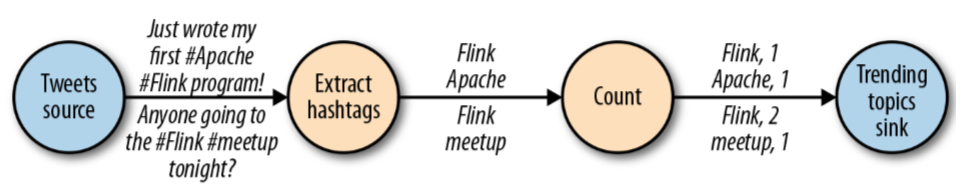 Tweets
source
Just wrote my
first #Apache
#Flink program!
Anyone going to
the #Flink #meetup
tonight?
Extract
hashtags
Flink
Apache
Flink
meetup
Count
Flink, 1
Apache, 1
Flink, 2
meetup, 1
Trending
topics
sink